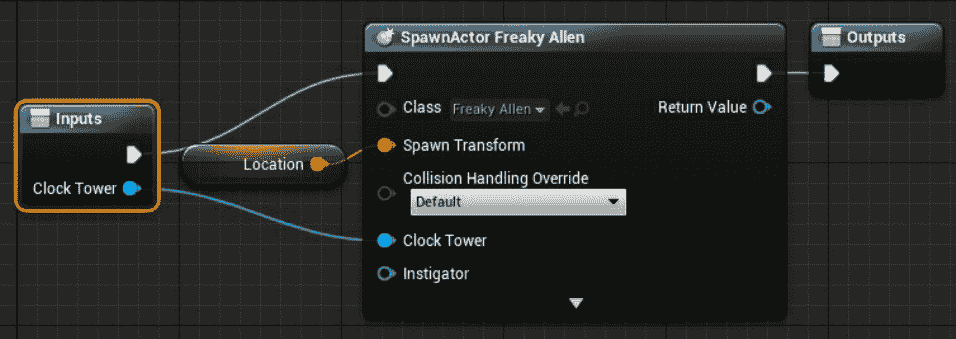 SpawnActor Freaky Allen
Outputs
Inputs
Class
Freaky Allen
Return Value
Location
Spawn Transform
Clock Tower
Collision Handling Override
Default
Clock Tower
Instigator